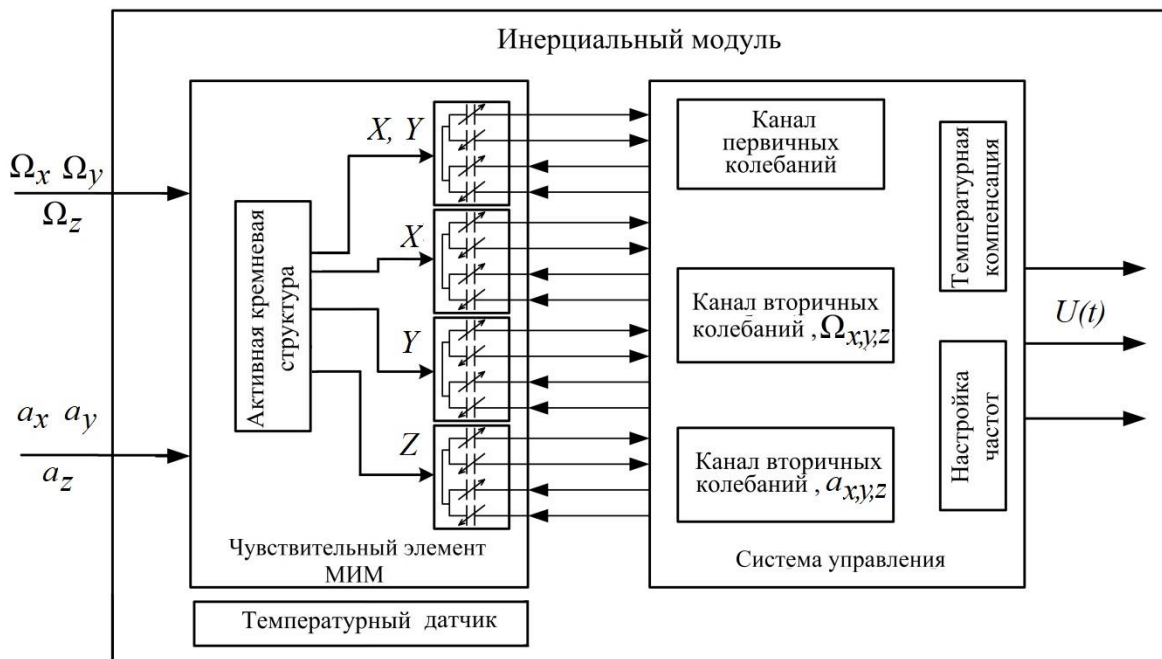 Инерциальный модуль
Ωx Ωy
Ωz
ax ay
az
Активная кремневая
структура
X, Y
X
Y
Z
Чувствительный элемент
МИМ
Температурный датчик
Канал
первичных
колебаний
Канал вторичных
колебаний , Ωx,y,z
Канал вторичных
колебаний , ax,y,z
Температурная
компенсация
Настройка
частот
Система управления
U(t)